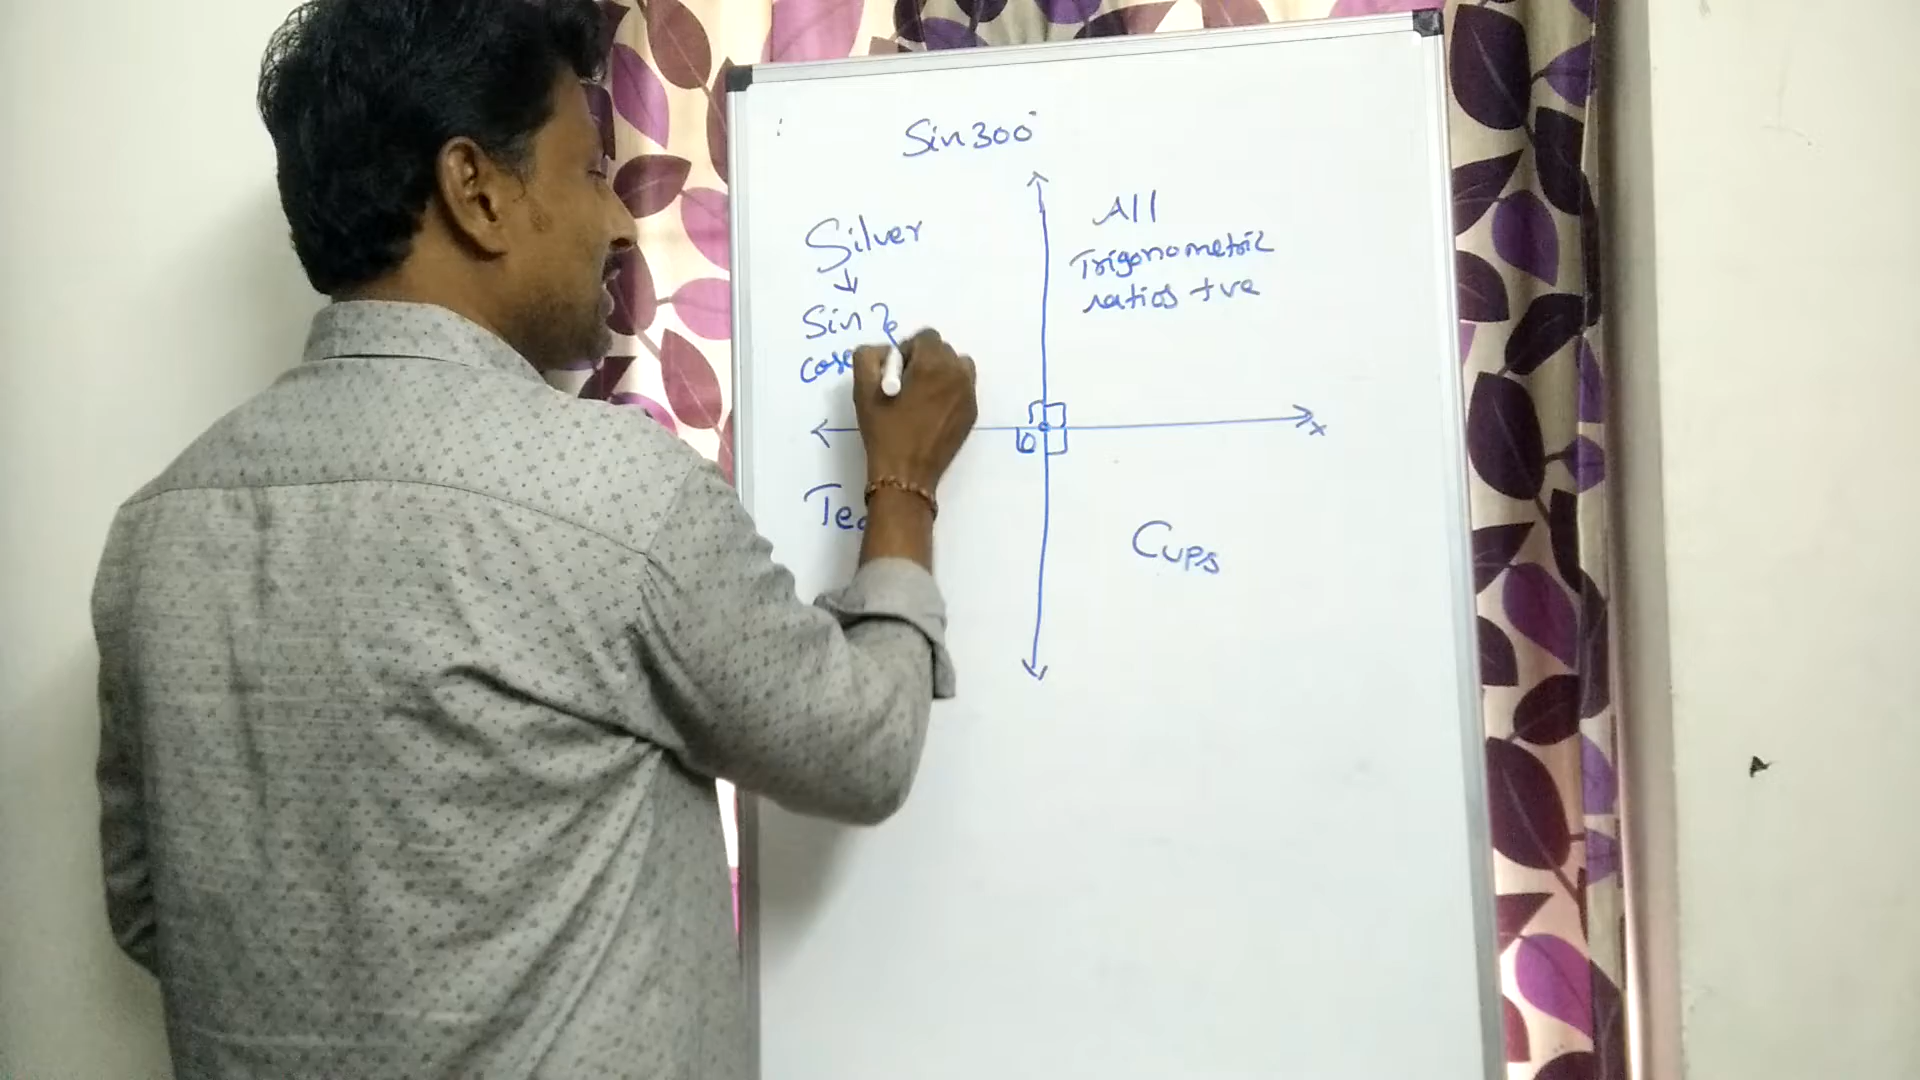 Sin300°
Silver
↓
Sin
All
Trigonometric
ratios +ve
x
Cups